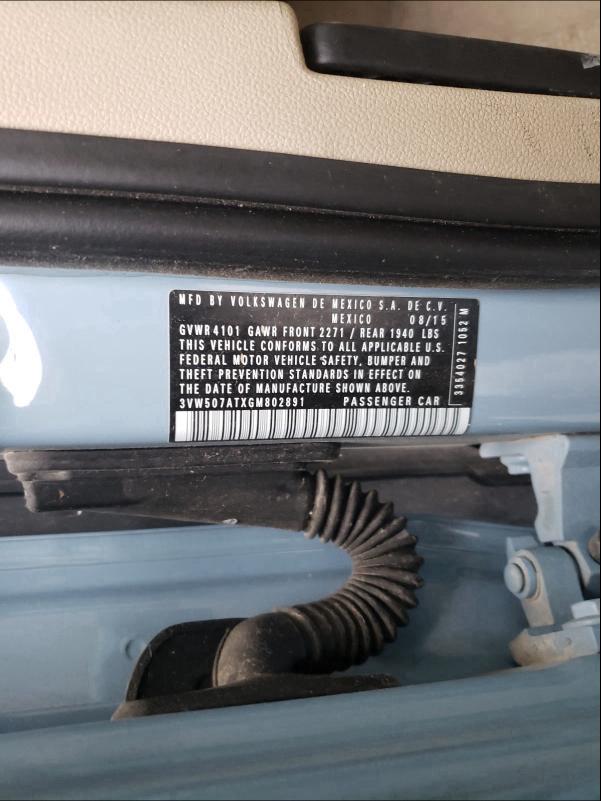 MFD BY VOLKSWAGEN DE MEXICO S.A. DE C.V.
MEXICO 08/15
GVWR 4101 GAWR FRONT 2271 / REAR 1940 LBS
THIS VEHICLE CONFORMS TO ALL APPLICABLE U.S.
FEDERAL MOTOR VEHICLE SAFETY, BUMPER AND
THEFT PREVENTION STANDARDS IN EFFECT ON
THE DATE OF MANUFACTURE SHOWN ABOVE.
3VW507ATXGM802891 PASSENGER CAR
33540271 1052 M